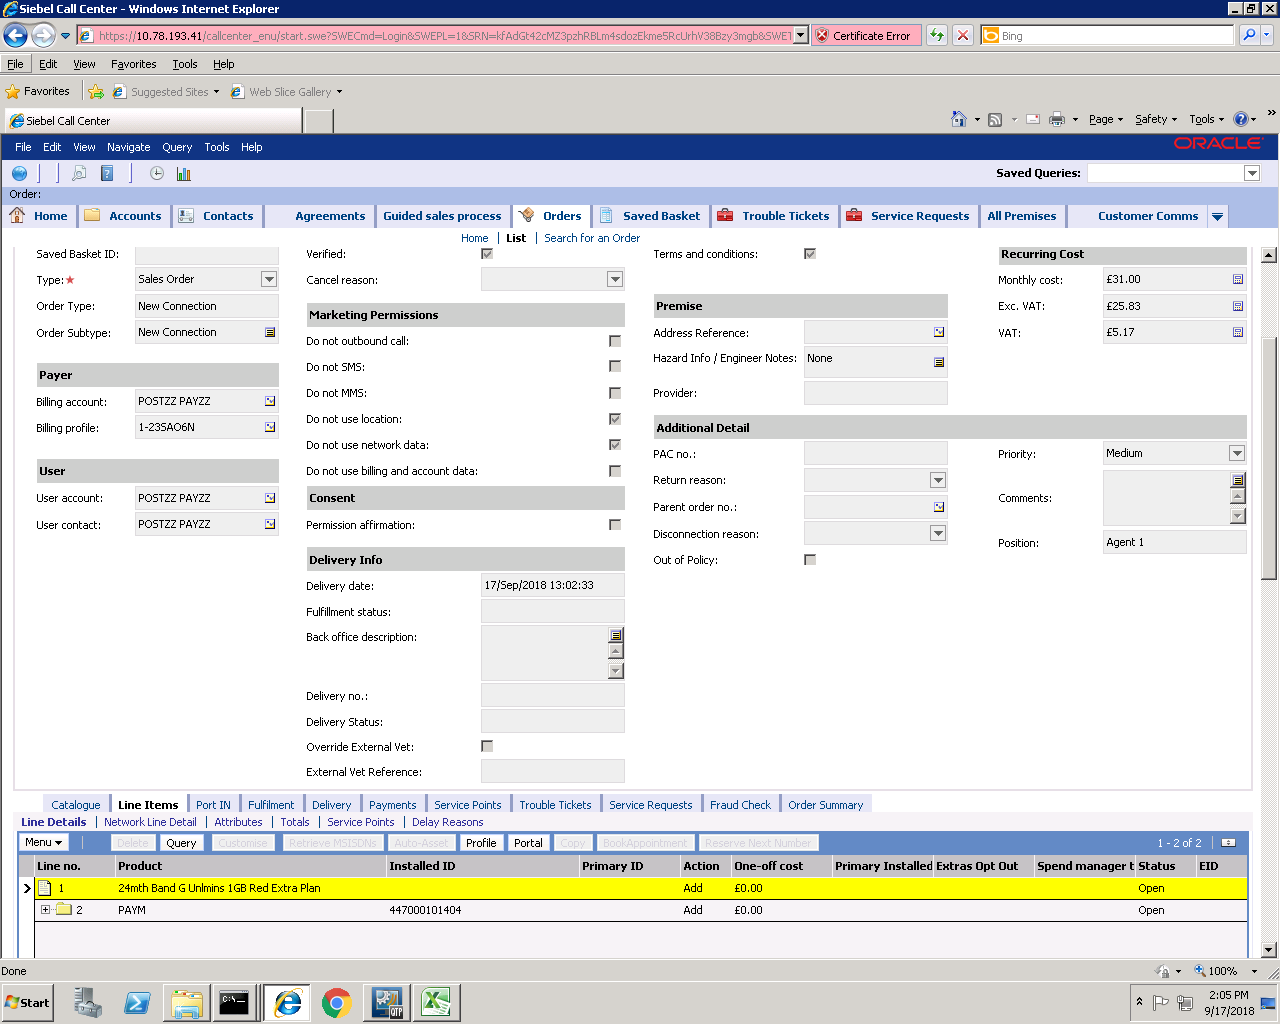 Siebel Call Center - Windows Internet Explorer
https://10.78.193.41/callcenter_enu/start.swe?SWECmd=Login&SWEPL=1&SRN= Certificate Error Bing
File Edit View Favorites Tools Help
Favorites Suggested Sites Web Slice Gallery
Siebel Call Center Page Safety Tools »
File Edit View Navigate Query Tools Help ORACLE
Saved Queries:
Order:
Home Accounts Contacts Agreements Guided sales process Orders Saved Basket Trouble Tickets Service Requests All Premises Customer Comms
Home | List | Search for an Order
Saved Basket ID: Verified: Terms and conditions: Recurring Cost
Type: Sales Order Cancel reason: Monthly cost: £31.00
Order Type: New Connection Marketing Permissions Premise Exc. VAT: £25.83
Order Subtype: New Connection Do not outbound call: Address Reference: VAT: £5.17
Do not SMS: Hazard Info / Engineer Notes: None
Payer
Billing account: POSTZZ PAYZZ Do not MMS: Provider:
Billing profile: 1-23SAO6N Do not use location: Additional Detail
Do not use network data: PAC no.: Priority: Medium
User Do not use billing and account data: Return reason:
User account: POSTZZ PAYZZ Consent Parent order no.: Comments:
User contact: POSTZZ PAYZZ Permission affirmation: Disconnection reason: Position: Agent 1
Delivery Info Out of Policy:
Delivery date: 17/Sep/2018 13:02:33
Fulfillment status:
Back office description:
Delivery no.:
Delivery Status:
Override External Vet:
External Vet Reference:
Catalogue Line Items Port IN Fulfilment Delivery Payments Service Points Trouble Tickets Service Requests Fraud Check Order Summary
Line Details | Network Line Detail | Attributes | Totals | Service Points | Delay Reasons
Menu Delete Query Customise Retrieve MSISDNs Auto-Asset Profile Portal Copy BookAppointment Reserve Next Number 1 - 2 of 2
Line no. Product Installed ID Primary ID Action One-off cost Primary Installed Extras Opt Out Spend manager t Status EID
1 24mth Band G Unlmins 1GB Red Extra Plan Add £0.00 Open
2 PAYM 447000101404 Add £0.00 Open
Done 100%
Start C:\ QTP 2:05 PM
9/17/2018